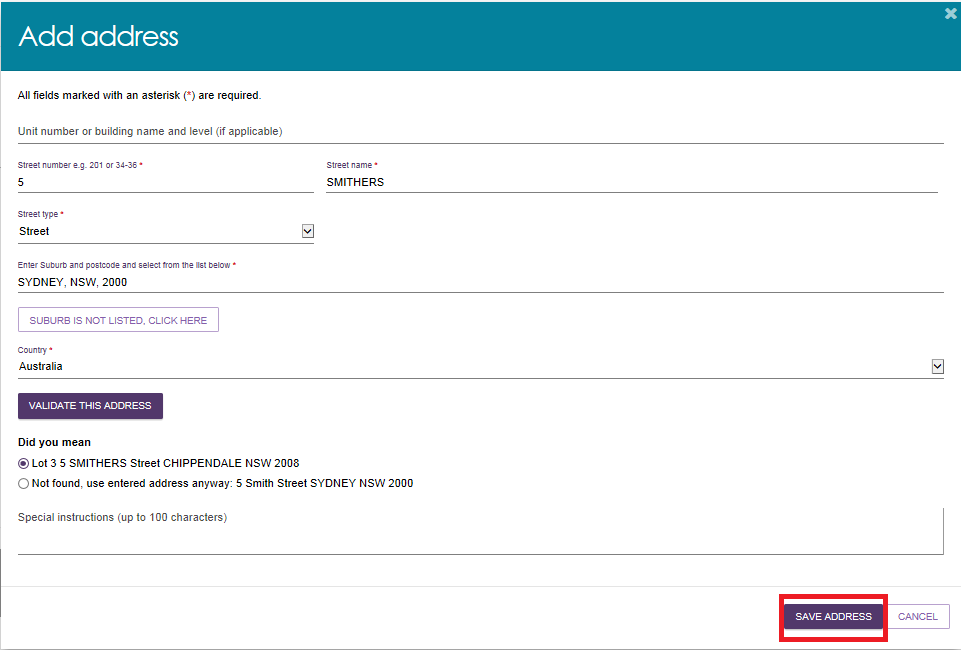 Add address
All fields marked with an asterisk (*) are required.
Unit number or building name and level (if applicable)
Street number e.g. 201 or 34-36 * Street name *
5 SMITHERS
Street type *
Street
Enter Suburb and postcode and select from the list below *
SYDNEY, NSW, 2000
SUBURB IS NOT LISTED, CLICK HERE
Country *
Australia
VALIDATE THIS ADDRESS
Did you mean
Lot 3 5 SMITHERS Street CHIPPENDALE NSW 2008
Not found, use entered address anyway: 5 Smith Street SYDNEY NSW 2000
Special instructions (up to 100 characters)
SAVE ADDRESS CANCEL